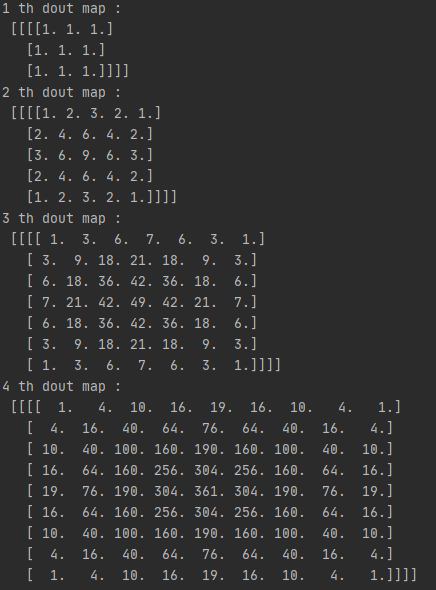 1 th dout map :
 [[[[1. 1. 1.]
   [1. 1. 1.]
   [1. 1. 1.]]]]
2 th dout map :
 [[[[1. 2. 3. 2. 1.]
   [2. 4. 6. 4. 2.]
   [3. 6. 9. 6. 3.]
   [2. 4. 6. 4. 2.]
   [1. 2. 3. 2. 1.]]]]
3 th dout map :
 [[[[ 1.  3.  6.  7.  6.  3.  1.]
   [ 3.  9. 18. 21. 18.  9.  3.]
   [ 6. 18. 36. 42. 36. 18.  6.]
   [ 7. 21. 42. 49. 42. 21.  7.]
   [ 6. 18. 36. 42. 36. 18.  6.]
   [ 3.  9. 18. 21. 18.  9.  3.]
   [ 1.  3.  6.  7.  6.  3.  1.]]]]
4 th dout map :
 [[[[  1.   4.  10.  16.  19.  16.  10.   4.   1.]
   [  4.  16.  40.  64.  76.  64.  40.  16.   4.]
   [ 10.  40. 100. 160. 190. 160. 100.  40.  10.]
   [ 16.  64. 160. 256. 304. 256. 160.  64.  16.]
   [ 19.  76. 190. 304. 361. 304. 190.  76.  19.]
   [ 16.  64. 160. 256. 304. 256. 160.  64.  16.]
   [ 10.  40. 100. 160. 190. 160. 100.  40.  10.]
   [  4.  16.  40.  64.  76.  64.  40.  16.   4.]
   [  1.   4.  10.  16.  19.  16.  10.   4.   1.]]]]